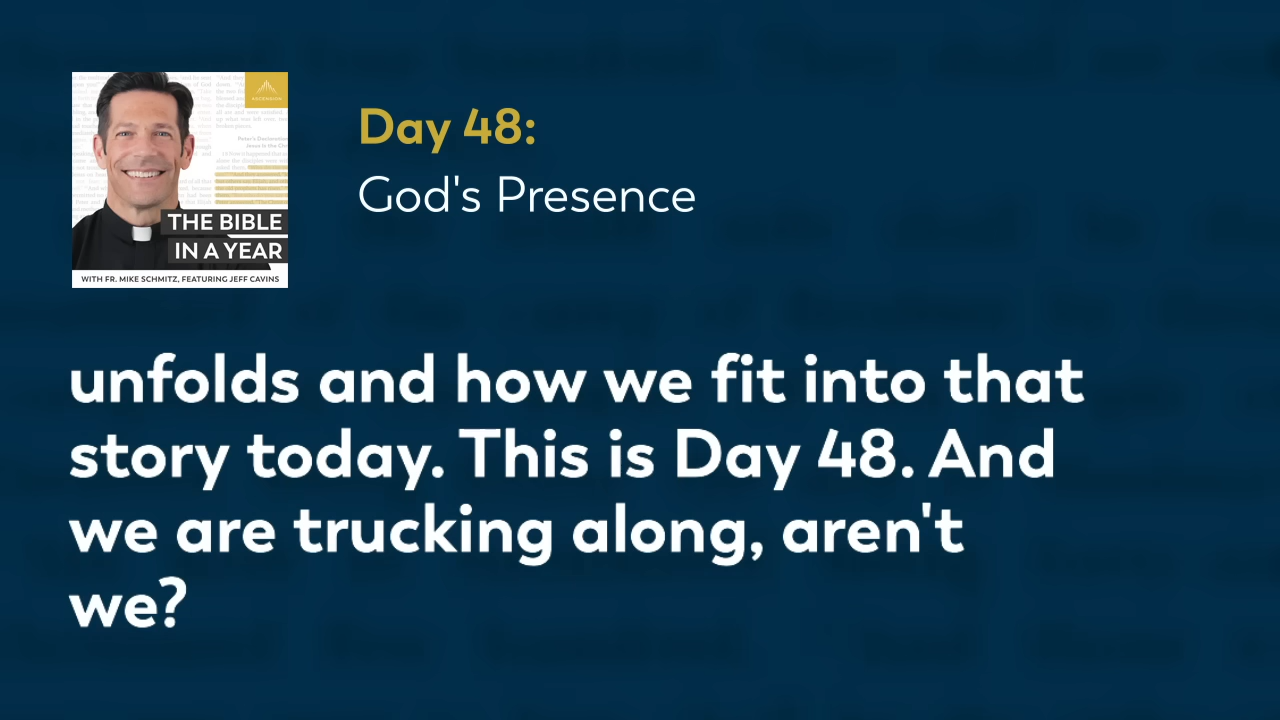 Day 48:
God's Presence
ASCENSION
THE BIBLE
IN A YEAR
WITH FR. MIKE SCHMITZ, FEATURING JEFF CAVINS
unfolds and how we fit into that
story today. This is Day 48. And
we are trucking along, aren't
we?